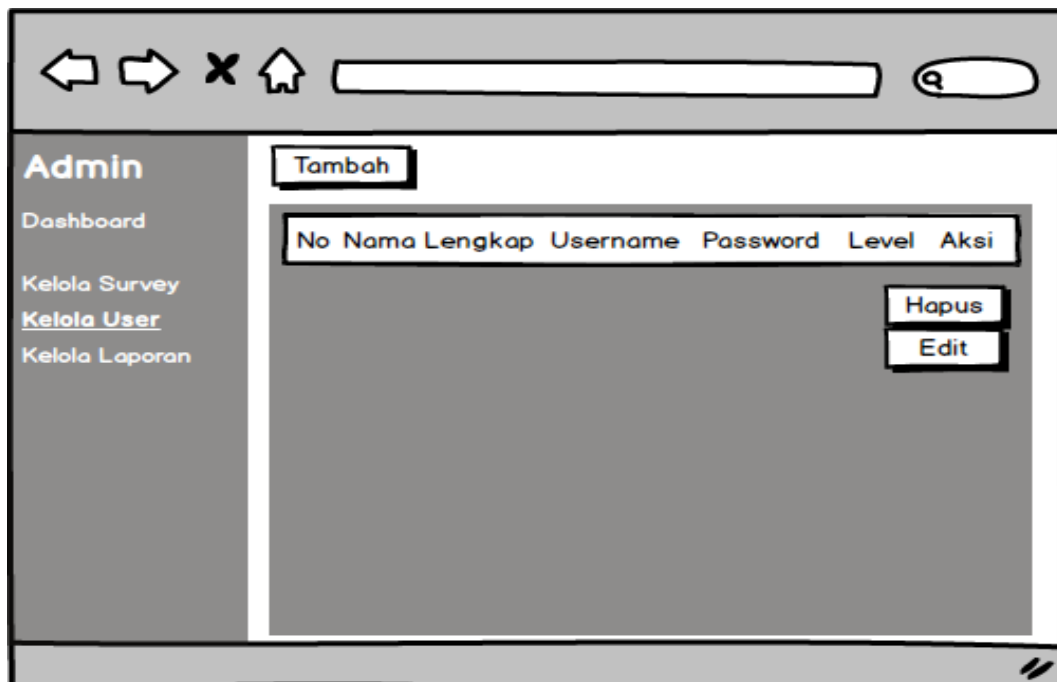 Admin
Dashboard
Kelola Survey
Kelola User
Kelola Laporan
Tambah
No Nama Lengkap Username Password Level Aksi
Hapus
Edit